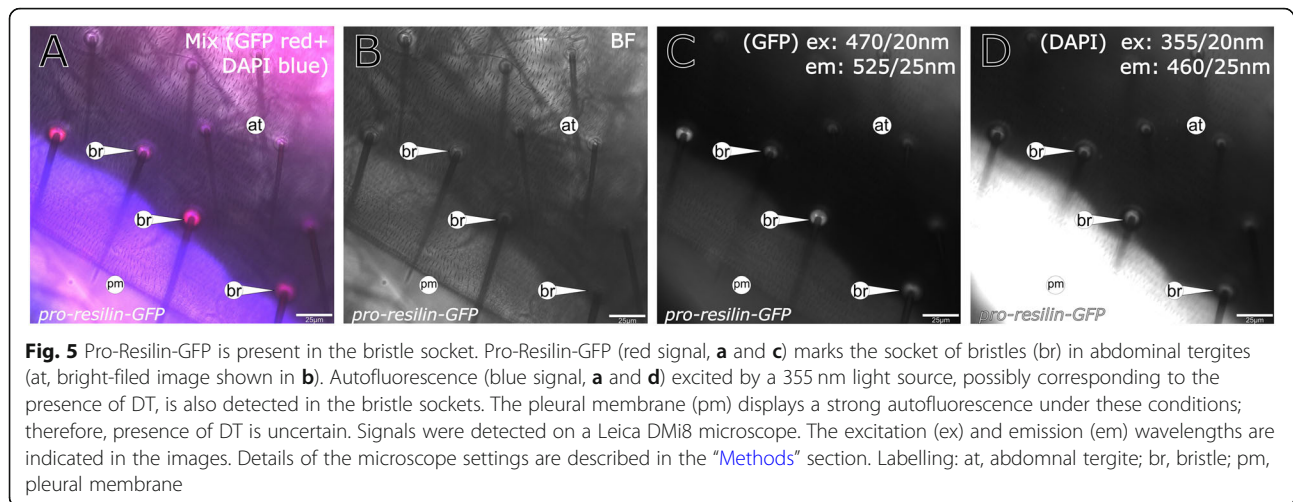 A
Mix (GFP red+
DAPI blue)
at
br
br
br
pm
pro-resilin-GFP
25µm
B
BF
at
br
br
br
pm
pro-resilin-GFP
25µm
C
(GFP) ex: 470/20nm
em: 525/25nm
at
br
br
br
pm
pro-resilin-GFP
25µm
D
(DAPI) ex: 355/20nm
em: 460/25nm
at
br
br
br
pm
pro-resilin-GFP
25µm
Fig. 5 Pro-Resilin-GFP is present in the bristle socket. Pro-Resilin-GFP (red signal, a and c) marks the socket of bristles (br) in abdominal tergites
(at, bright-filed image shown in b). Autofluorescence (blue signal, a and d) excited by a 355 nm light source, possibly corresponding to the
presence of DT, is also detected in the bristle sockets. The pleural membrane (pm) displays a strong autofluorescence under these conditions;
therefore, presence of DT is uncertain. Signals were detected on a Leica DMi8 microscope. The excitation (ex) and emission (em) wavelengths are
indicated in the images. Details of the microscope settings are described in the “Methods” section. Labelling: at, abdomnal tergite; br, bristle; pm,
pleural membrane